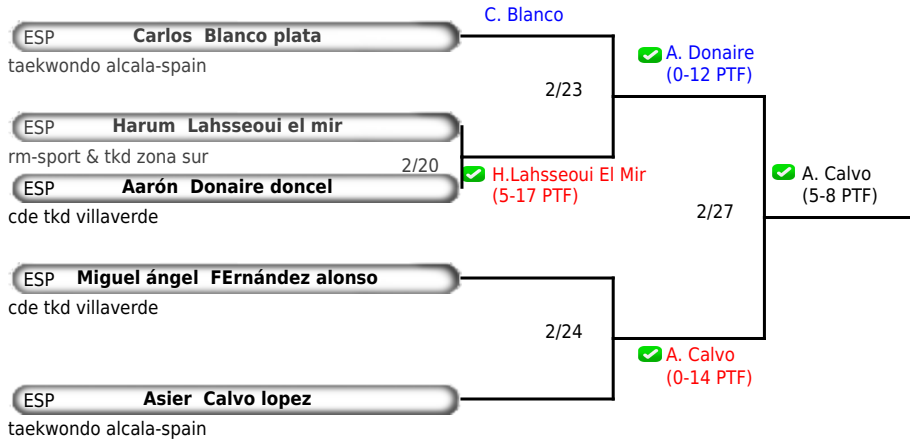 C. Blanco
ESP Carlos Blanco plata
taekwondo alcala-spain
A. Donaire
(0-12 PTF)
2/23
ESP Harum Lahsseoui el mir
rm-sport & tkd zona sur
2/20
H.Lahsseoui El Mir
(5-17 PTF)
ESP Aarón Donaire doncel
cde tkd villaverde
A. Calvo
(5-8 PTF)
2/27
ESP Miguel ángel FErnández alonso
cde tkd villaverde
2/24
A. Calvo
(0-14 PTF)
ESP Asier Calvo lopez
taekwondo alcala-spain